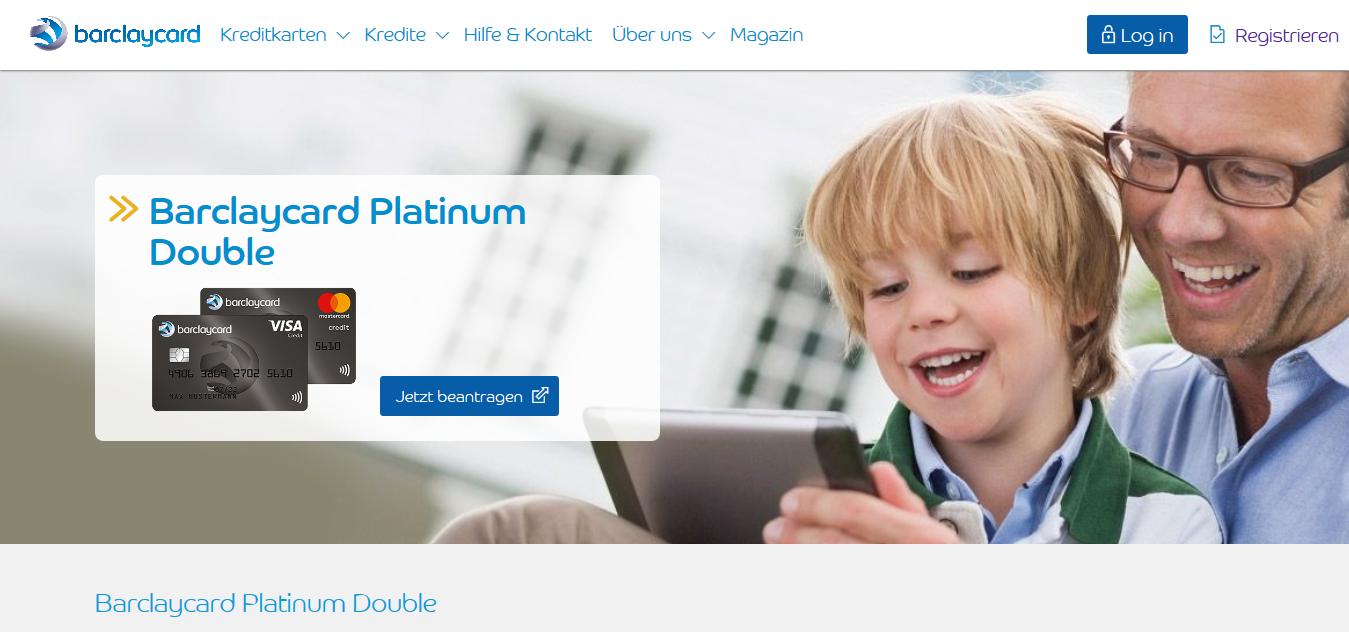 barclaycard Kreditkarten Kredite Hilfe & Kontakt Über uns Magazin Log in Registrieren
Barclaycard Platinum
Double
barclaycard
mastercard
barclaycard VISA
Credit
credit
5610
4906 3869 2702 5610
MAX MUSTERMANN
Jetzt beantragen
Barclaycard Platinum Double